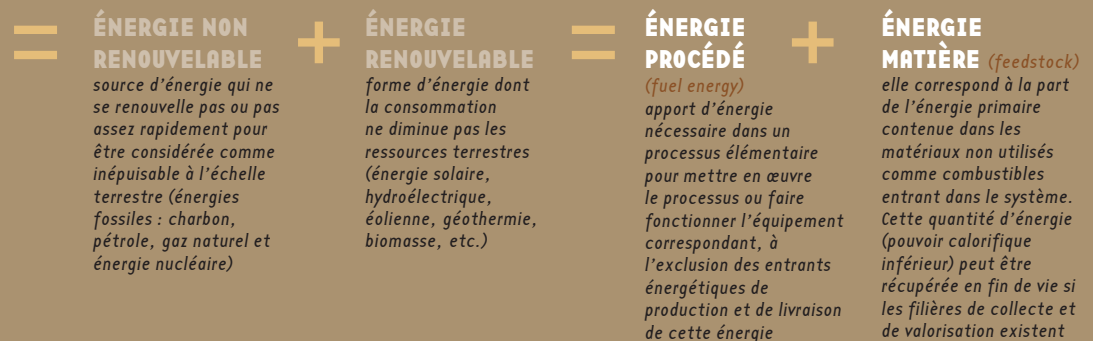 =
ÉNERGIE NON
RENOUVELABLE
source d’énergie qui ne
se renouvelle pas ou pas
assez rapidement pour
être considérée comme
inépuisable à l’échelle
terrestre (énergies
fossiles : charbon,
pétrole, gaz naturel et
énergie nucléaire)
+
ÉNERGIE
RENOUVELABLE
forme d’énergie dont
la consommation
ne diminue pas les
ressources terrestres
(énergie solaire,
hydroélectrique,
éolienne, géothermie,
biomasse, etc.)
=
ÉNERGIE
PROCÉDÉ
(fuel energy)
apport d’énergie
nécessaire dans un
processus élémentaire
pour mettre en œuvre
le processus ou faire
fonctionner l’équipement
correspondant, à
l’exclusion des entrants
énergétiques de
production et de livraison
de cette énergie
+
ÉNERGIE
MATIÈRE (feedstock)
elle correspond à la part
de l’énergie primaire
contenue dans les
matériaux non utilisés
comme combustibles
entrant dans le système.
Cette quantité d’énergie
(pouvoir calorifique
inférieur) peut être
récupérée en fin de vie si
les filières de collecte et
de valorisation existent